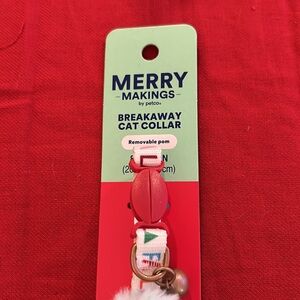 MERRY
MAKINGS
by petco
BREAKAWAY
CAT COLLAR
Removable pom